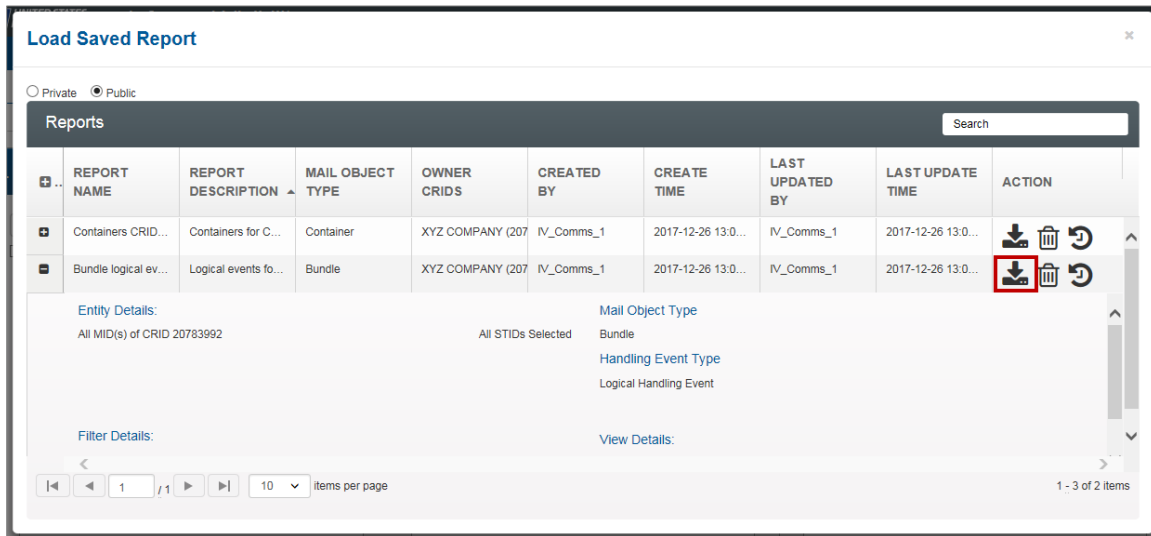 UNITED STATES
Load Saved Report
×
Private Public
Reports
Search
.. REPORT NAME REPORT DESCRIPTION MAIL OBJECT TYPE OWNER CRIDS CREATED BY CREATE TIME LAST UPDATED BY LAST UPDATE TIME ACTION
Containers CRID... Containers for C... Container XYZ COMPANY (207 IV_Comms_1 2017-12-26 13:0... IV_Comms_1 2017-12-26 13:0...
Bundle logical ev... Logical events fo... Bundle XYZ COMPANY (207 IV_Comms_1 2017-12-26 13:0... IV_Comms_1 2017-12-26 13:0...
Entity Details: Mail Object Type
All MID(s) of CRID 20783992 All STIDs Selected Bundle
Handling Event Type
Logical Handling Event
Filter Details: View Details:
1 / 1 10 items per page 1 - 3 of 2 items